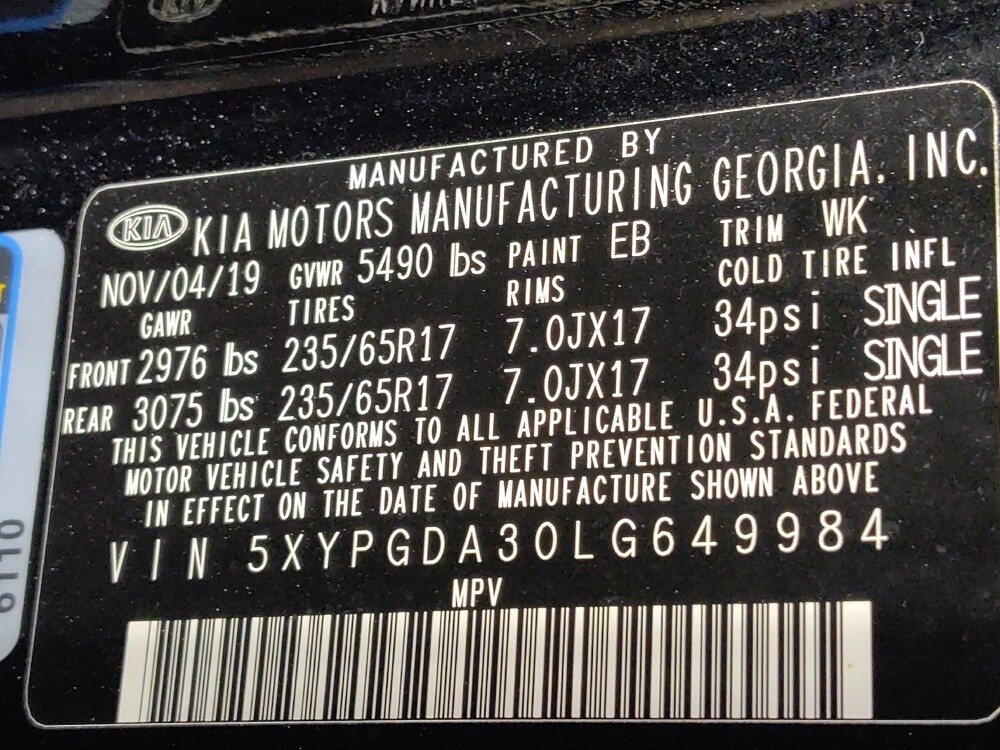 MANUFACTURED BY
KIA KIA MOTORS MANUFACTURING GEORGIA, INC.
NOV/04/19 GVWR 5490 lbs PAINT EB TRIM WK
GAWR TIRES RIMS COLD TIRE INFL
FRONT 2976 lbs 235/65R17 7.0JX17 34psi SINGLE
REAR 3075 lbs 235/65R17 7.0JX17 34psi SINGLE
THIS VEHICLE CONFORMS TO ALL APPLICABLE U.S.A. FEDERAL
MOTOR VEHICLE SAFETY AND THEFT PREVENTION STANDARDS
IN EFFECT ON THE DATE OF MANUFACTURE SHOWN ABOVE
VIN 5XYPGDA30LG649984
MPV